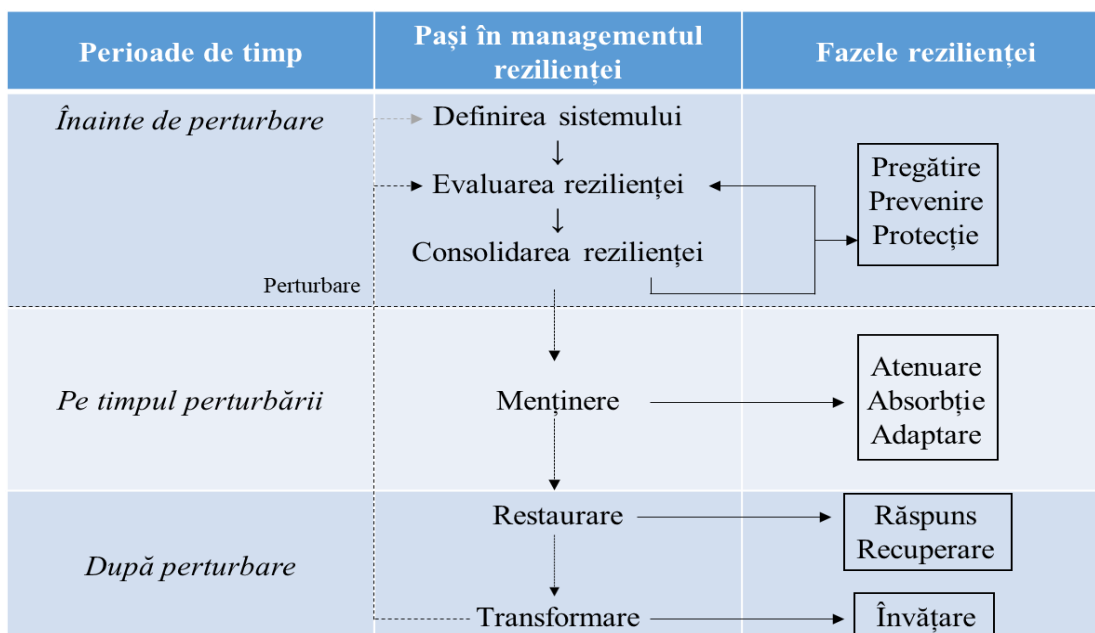 Perioade de timp
Pași în managementul
rezilienței
Fazele rezilienței
Înainte de perturbare
Definirea sistemului
Evaluarea rezilienței
Consolidarea rezilienței
Pregătire
Prevenire
Protecție
Perturbare
Pe timpul perturbării
Menținere
Atenuare
Absorbție
Adaptare
După perturbare
Restaurare
Răspuns
Recuperare
Transformare
Învățare